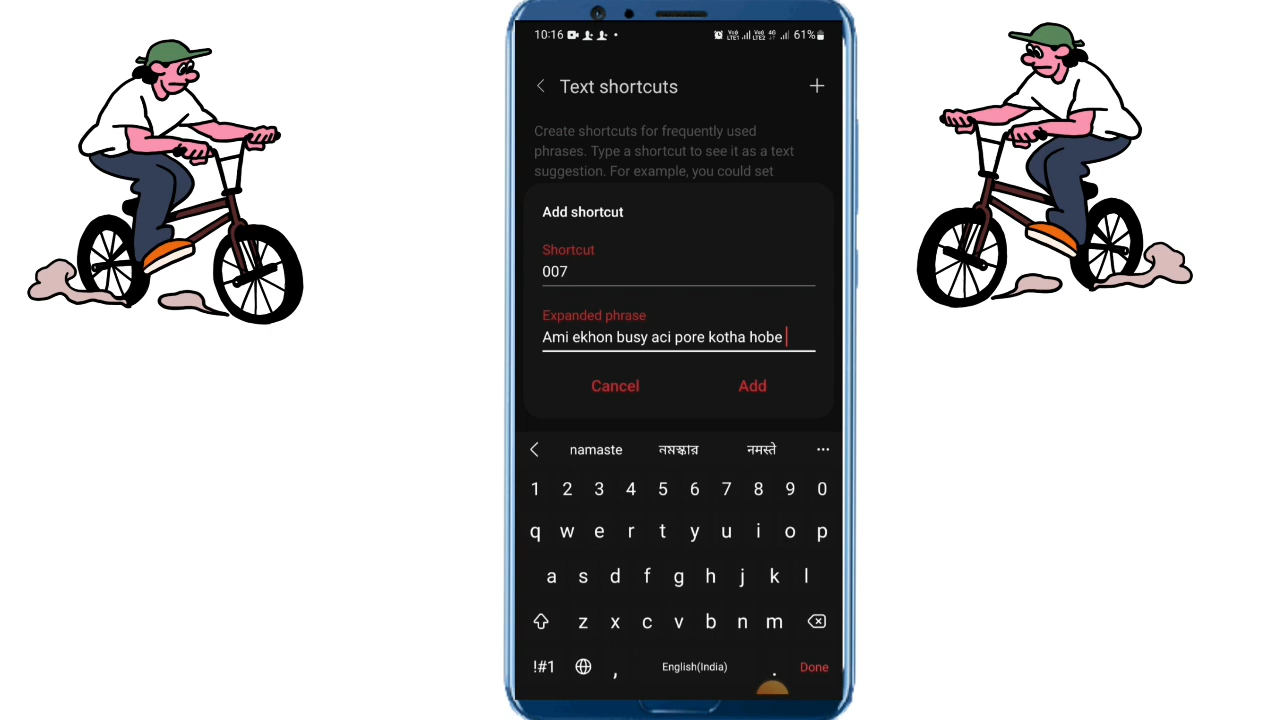 10:16 61%
Text shortcuts
Create shortcuts for frequently used
phrases. Type a shortcut to see it as a text
suggestion. For example, you could set
Add shortcut
Shortcut
007
Expanded phrase
Ami ekhon busy aci pore kotha hobe
Cancel Add
namaste নমস্কার नमस्ते ...
1 2 3 4 5 6 7 8 9 0
q w e r t y u i o p
a s d f g h j k l
z x c v b n m
!#1 , English(India) . Done